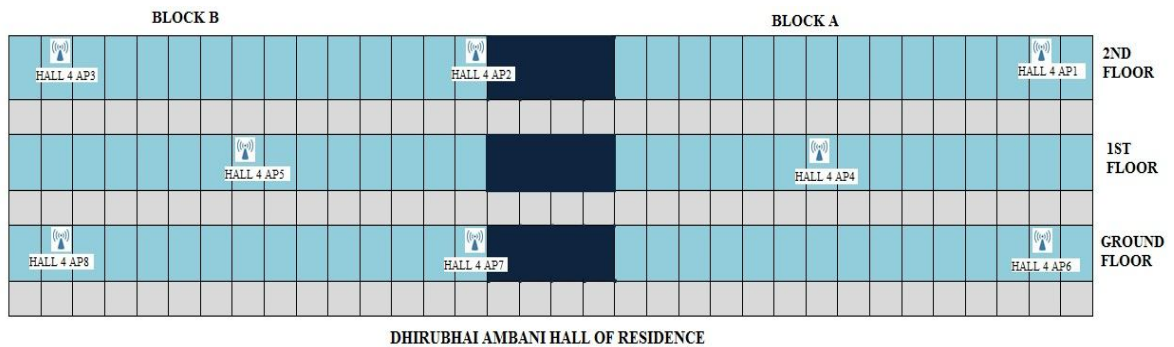 BLOCK B
BLOCK A
HALL 4 AP3
HALL 4 AP2
HALL 4 AP1
2ND
FLOOR
HALL 4 AP5
HALL 4 AP4
1ST
FLOOR
HALL 4 AP8
HALL 4 AP7
HALL 4 AP6
GROUND
FLOOR
DHIRUBHAI AMBANI HALL OF RESIDENCE